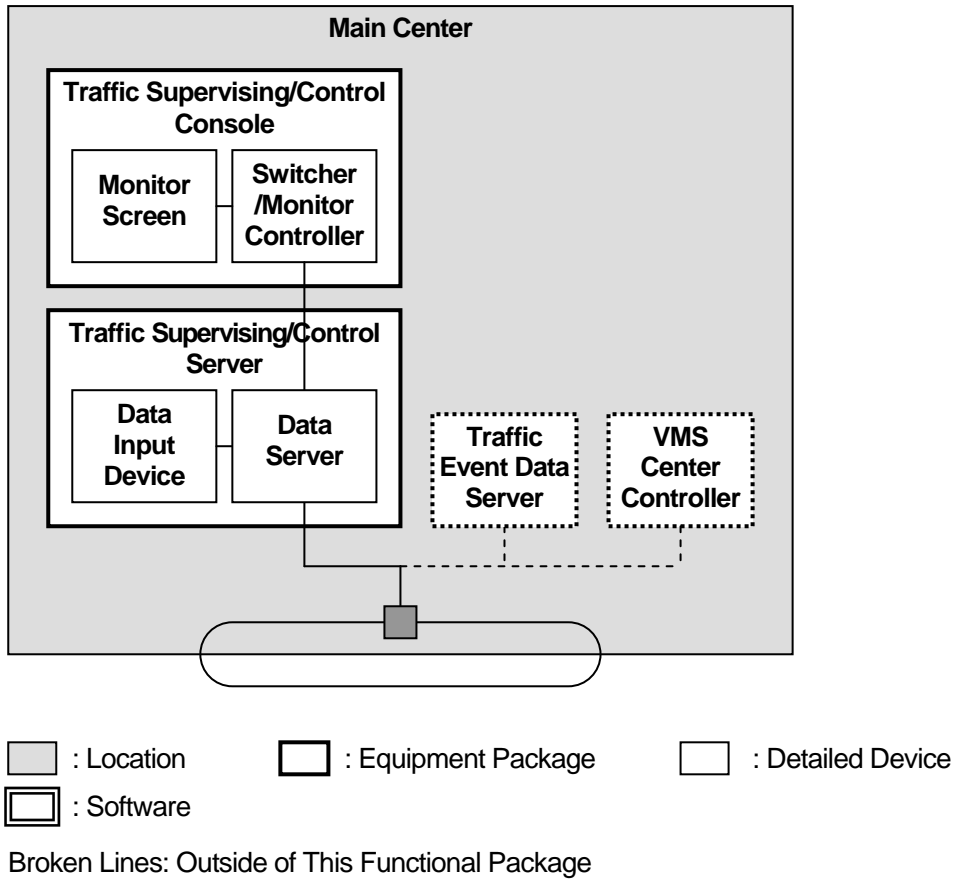 Main Center
Traffic Supervising/Control
Console
Monitor
Screen
Switcher
/Monitor
Controller
Traffic Supervising/Control
Server
Data
Input
Device
Data
Server
Traffic
Event Data
Server
VMS
Center
Controller
: Location
: Equipment Package
: Detailed Device
: Software
Broken Lines: Outside of This Functional Package